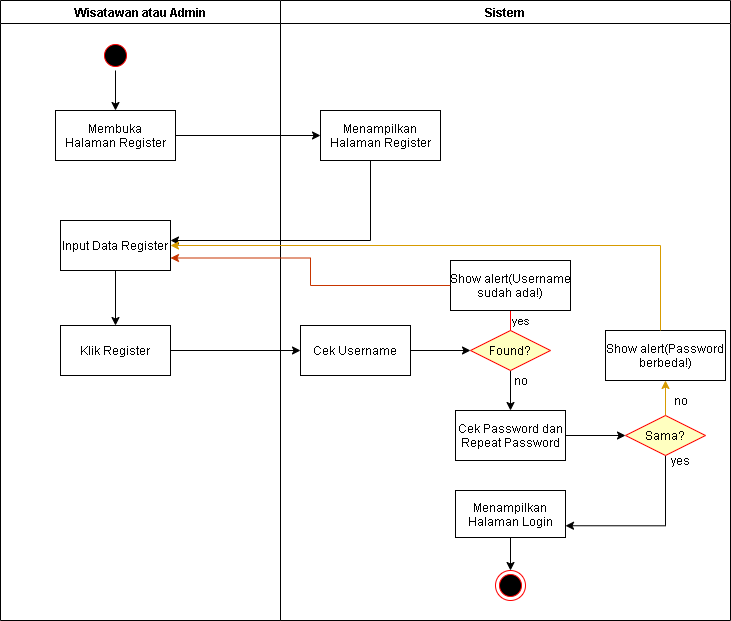 Wisatawan atau Admin
Sistem
Membuka
Halaman Register
Menampilkan
Halaman Register
Input Data Register
Show alert(Username
sudah ada!)
yes
Klik Register
Cek Username
Found?
no
Show alert(Password
berbeda!)
no
Cek Password dan
Repeat Password
Sama?
yes
Menampilkan
Halaman Login